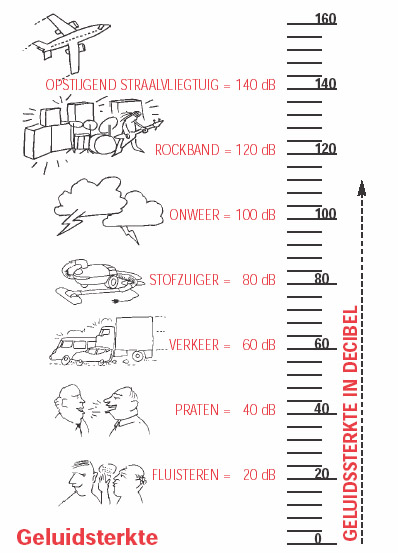 160
OPSTIJGEND STRAALVLIEGTUIG = 140 dB 140
ROCKBAND = 120 dB 120
ONWEER = 100 dB 100
STOFZUIGER = 80 dB 80
VERKEER = 60 dB 60
PRATEN = 40 dB 40
FLUISTEREN = 20 dB 20
0
GELUIDSSTERKTE IN DECIBEL
Geluidsterkte